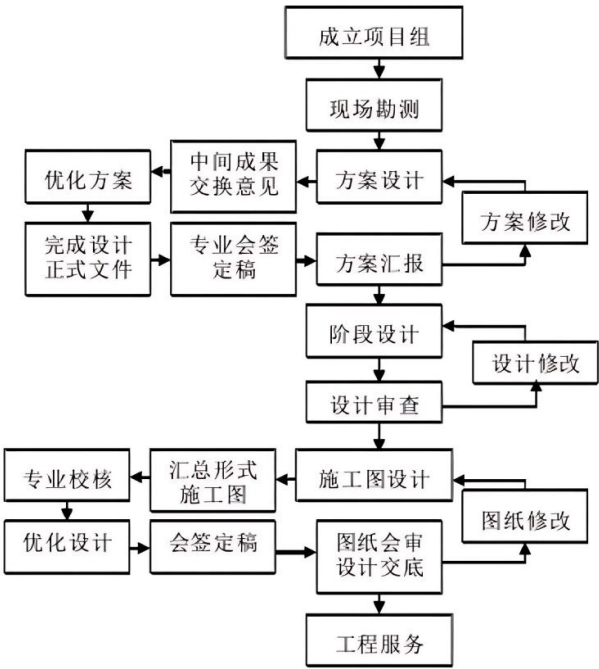 成立项目组
现场勘测
中间成果
交换意见
优化方案
方案设计
方案修改
完成设计
正式文件
专业会签
定稿
方案汇报
阶段设计
设计修改
设计审查
专业校核
汇总形式
施工图
施工图设计
图纸修改
优化设计
会签定稿
图纸会审
设计交底
工程服务